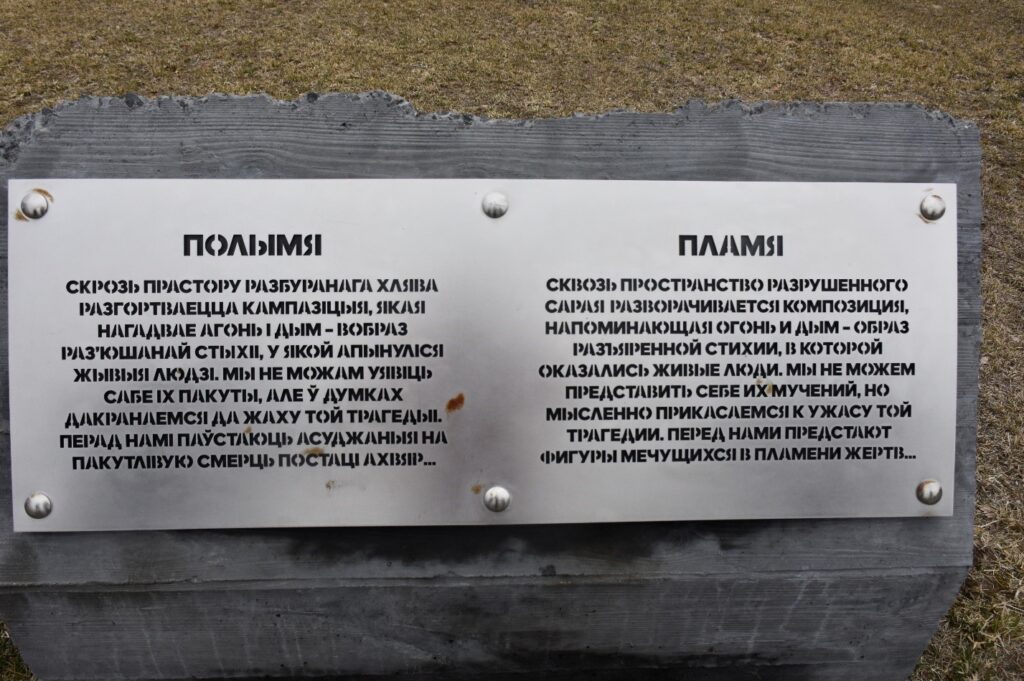 ПОЛЫМЯ
СКРОЗЬ ПРАСТОРУ РАЗБУРАНАГА ХЛЯВА
РАЗГОРТВАЕЦЦА КАМПАЗІЦЫЯ, ЯКАЯ
НАГАДВАЕ АГОНЬ І ДЫМ – ВОБРАЗ
РАЗ'ЮШАНАЙ СТЫХІІ, У ЯКОЙ АПЫНУЛІСЯ
ЖЫВЫЯ ЛЮДЗІ. МЫ НЕ МОЖАМ УЯВІЦЬ
САБЕ ІХ ПАКУТЫ, АЛЕ Ў ДУМКАХ
ДАКРАНАЕМСЯ ДА ЖАХУ ТОЙ ТРАГЕДЫІ.
ПЕРАД НАМІ ПАЎСТАЮЦЬ АСУДЖАНЫЯ НА
ПАКУТЛІВУЮ СМЕРЦЬ ПОСТАЦІ АХВЯР...
ПЛАМЯ
СКВОЗЬ ПРОСТРАНСТВО РАЗРУШЕННОГО
САРАЯ РАЗВОРАЧИВАЕТСЯ КОМПОЗИЦИЯ,
НАПОМИНАЮЩАЯ ОГОНЬ И ДЫМ – ОБРАЗ
РАЗЪЯРЕННОЙ СТИХИИ, В КОТОРОЙ
ОКАЗАЛИСЬ ЖИВЫЕ ЛЮДИ. МЫ НЕ МОЖЕМ
ПРЕДСТАВИТЬ СЕБЕ ИХ МУЧЕНИЙ, НО
МЫСЛЕННО ПРИКАСАЕМСЯ К УЖАСУ ТОЙ
ТРАГЕДИИ. ПЕРЕД НАМИ ПРЕДСТАЮТ
ФИГУРЫ МЕЧУЩИХСЯ В ПЛАМЕНИ ЖЕРТВ...